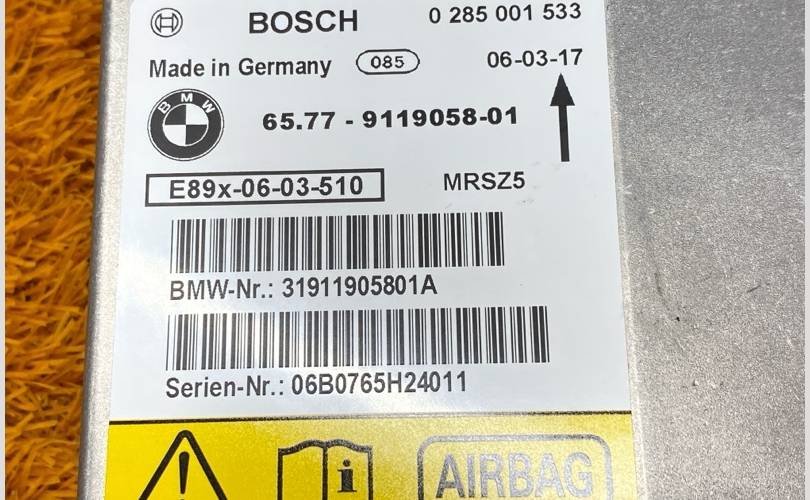 BOSCH 0 285 001 533
Made in Germany 085 06-03-17
BMW 65.77 - 9119058-01
E89x-06-03-510 MRSZ5
BMW-Nr.: 31911905801A
Serien-Nr.: 06B0765H24011
AIRBAG